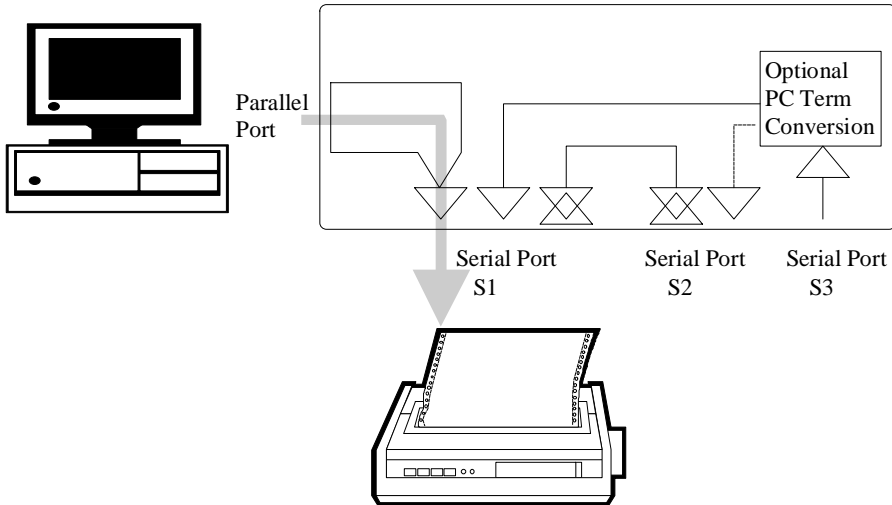 Parallel
Port
Optional
PC Term
Conversion
Serial Port
S1
Serial Port
S2
Serial Port
S3